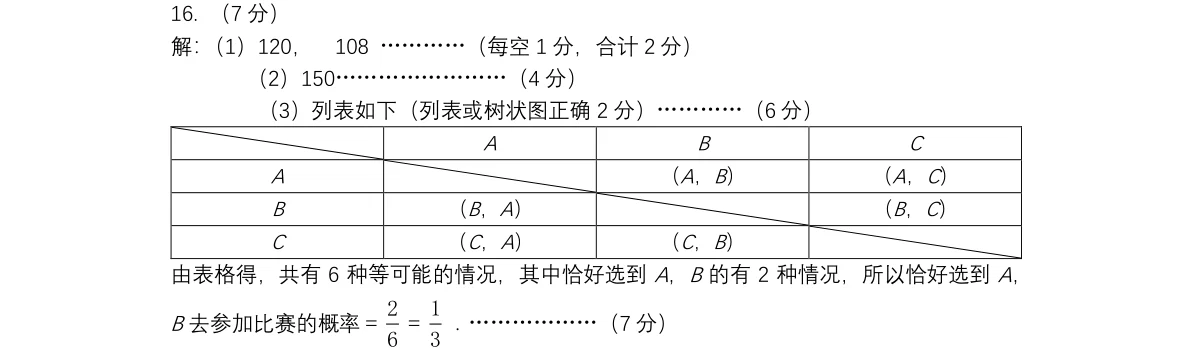 16. （7 分）
解：（1）120， 108 …………（每空 1 分，合计 2 分）
（2）150……………………（4 分）
（3）列表如下（列表或树状图正确 2 分）…………（6 分）
A B C
A （A，B） （A，C）
B （B，A） （B，C）
C （C，A） （C，B）
由表格得，共有 6 种等可能的情况，其中恰好选到 A，B 的有 2 种情况，所以恰好选到 A，
B 去参加比赛的概率 = 2/6 = 1/3 . ………………（7 分）